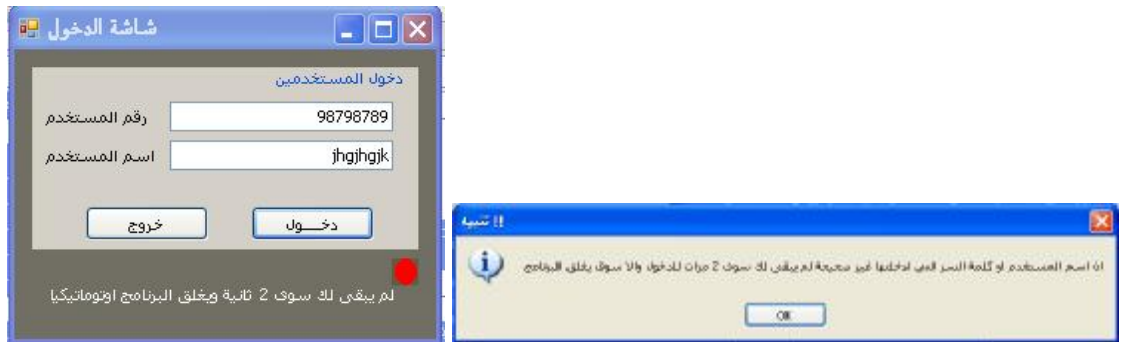 شاشة الدخول
دخول المستخدمين
رقم المستخدم
98798789
اسم المستخدم
jhgjhgjk
دخــــول
خروج
لم يبقى لك سوى 2 ثانية ويغلق البرنامج اوتوماتيكيا
تنبيه !!
ان اسم المستخدم او كلمة السر التي ادخلتها غير صحيحة لم يبقى لك سوى 2 مرات للدخول والا سوف يغلق البرنامج
OK